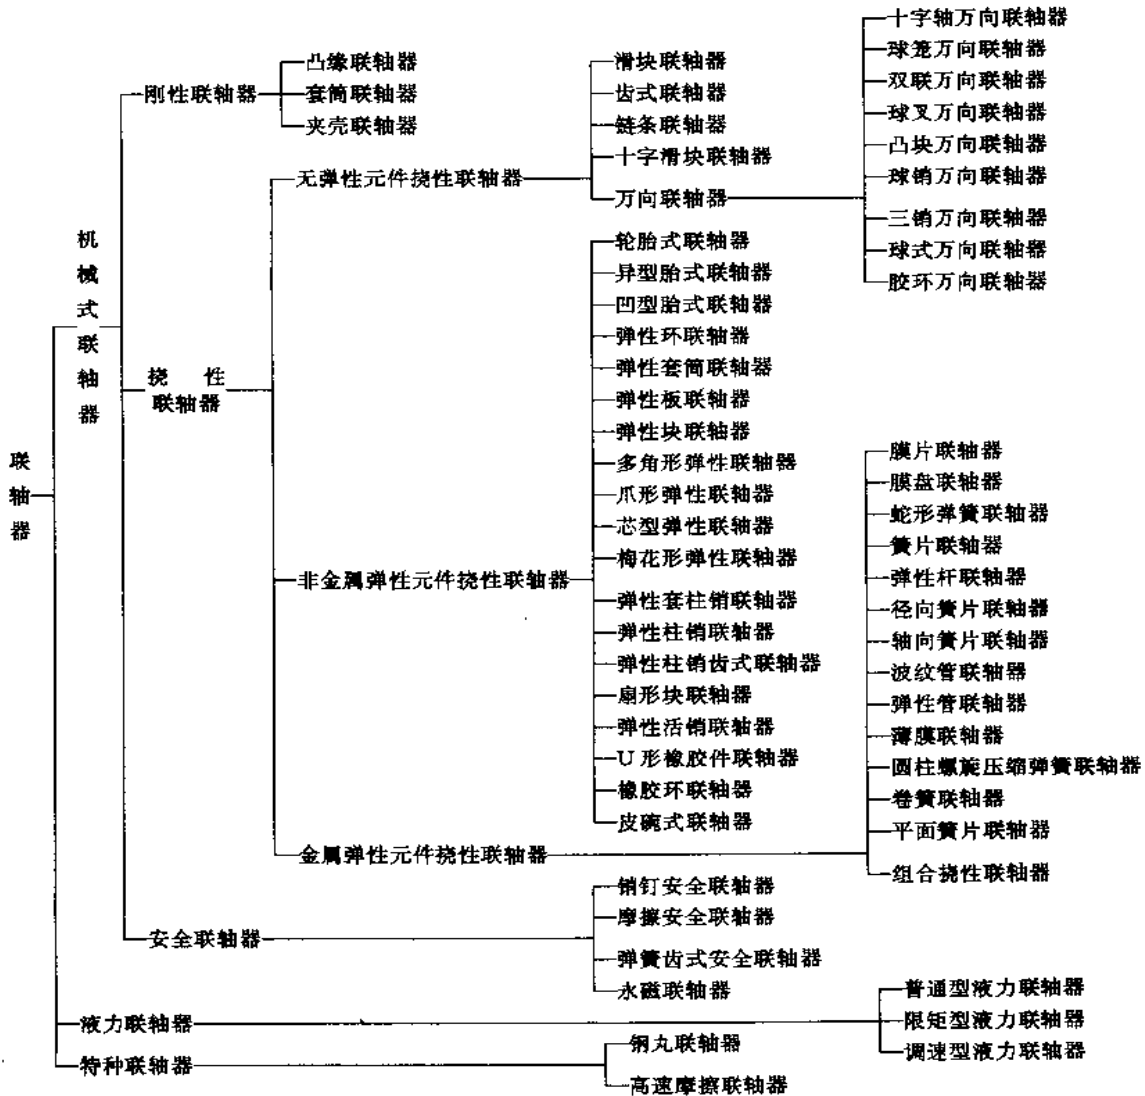 联轴器
机械式联轴器
刚性联轴器
凸缘联轴器
套筒联轴器
夹壳联轴器
挠性联轴器
无弹性元件挠性联轴器
滑块联轴器
齿式联轴器
链条联轴器
十字滑块联轴器
万向联轴器
十字轴万向联轴器
球笼万向联轴器
双联万向联轴器
球叉万向联轴器
凸块万向联轴器
球销万向联轴器
三销万向联轴器
球式万向联轴器
胶环万向联轴器
非金属弹性元件挠性联轴器
轮胎式联轴器
异型胎式联轴器
凹型胎式联轴器
弹性环联轴器
弹性套筒联轴器
弹性板联轴器
弹性块联轴器
多角形弹性联轴器
爪形弹性联轴器
芯型弹性联轴器
梅花形弹性联轴器
弹性套柱销联轴器
弹性柱销联轴器
弹性柱销齿式联轴器
扇形块联轴器
弹性活销联轴器
U形橡胶件联轴器
橡胶环联轴器
皮碗式联轴器
金属弹性元件挠性联轴器
膜片联轴器
膜盘联轴器
蛇形弹簧联轴器
簧片联轴器
弹性杆联轴器
径向簧片联轴器
轴向簧片联轴器
波纹管联轴器
弹性管联轴器
薄膜联轴器
圆柱螺旋压缩弹簧联轴器
卷簧联轴器
平面簧片联轴器
组合挠性联轴器
安全联轴器
销钉安全联轴器
摩擦安全联轴器
弹簧齿式安全联轴器
永磁联轴器
液力联轴器
普通型液力联轴器
限矩型液力联轴器
调速型液力联轴器
特种联轴器
钢丸联轴器
高速摩擦联轴器